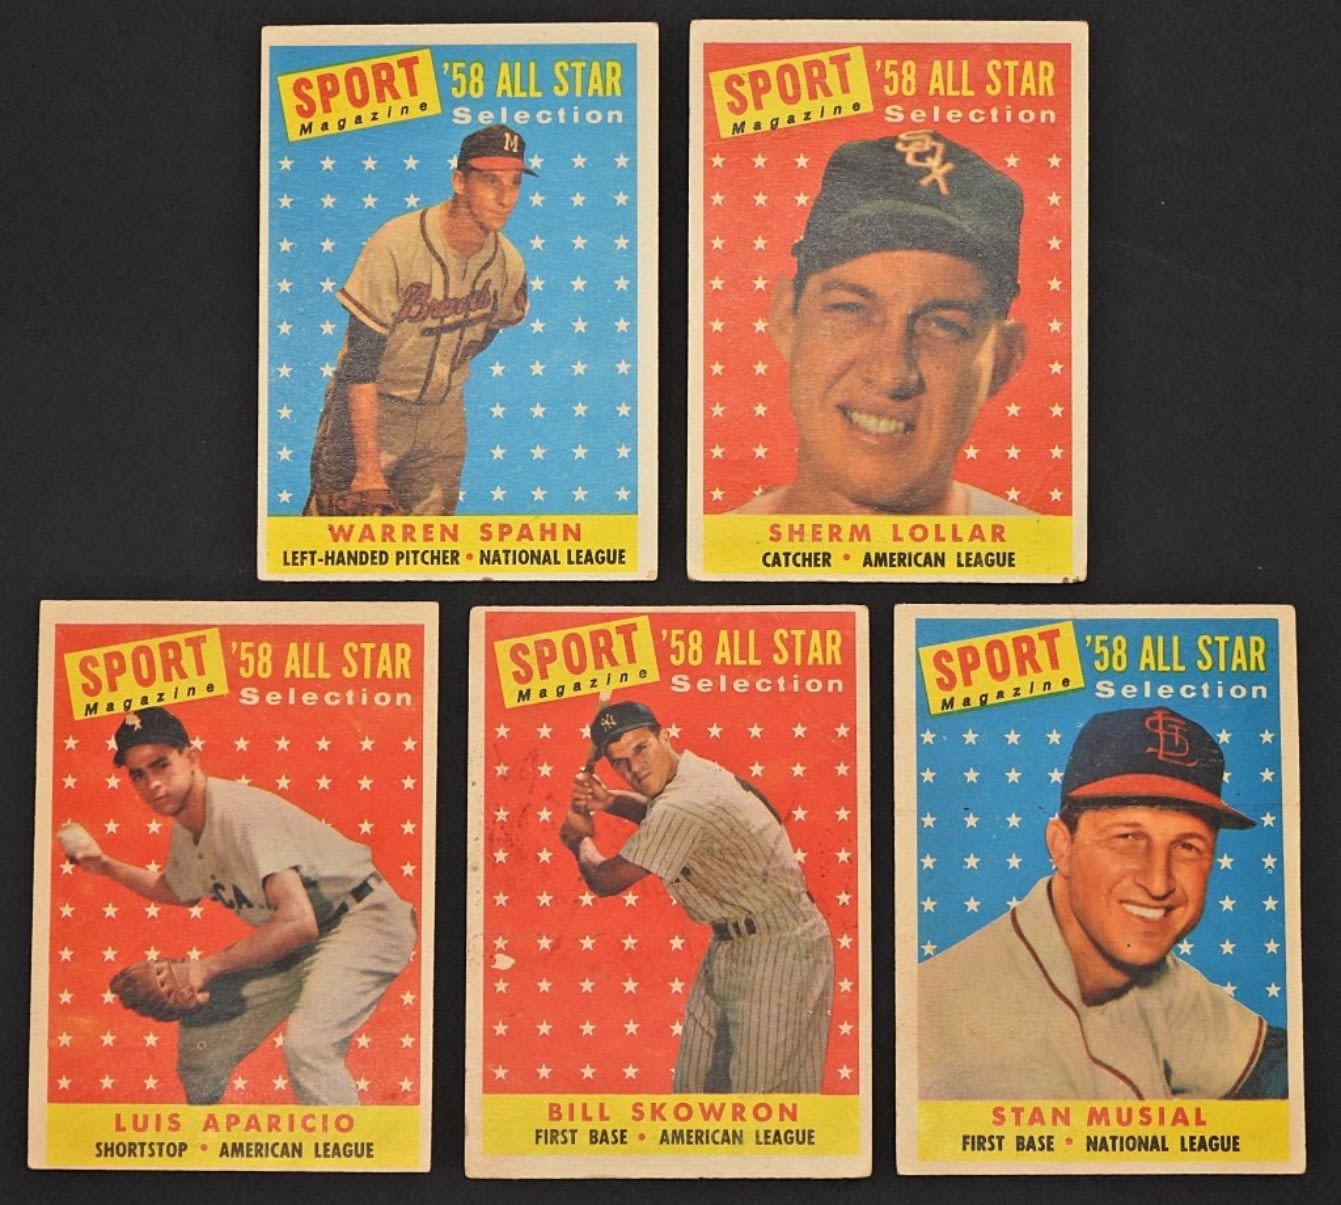 SPORT
Magazine
'58 ALL STAR
Selection
M
Braves
WARREN SPAHN
LEFT-HANDED PITCHER • NATIONAL LEAGUE
SPORT
Magazine
'58 ALL STAR
Selection
SOX
SHERM LOLLAR
CATCHER • AMERICAN LEAGUE
SPORT
Magazine
'58 ALL STAR
Selection
CA
LUIS APARICIO
SHORTSTOP • AMERICAN LEAGUE
SPORT
Magazine
'58 ALL STAR
Selection
NY
BILL SKOWRON
FIRST BASE • AMERICAN LEAGUE
SPORT
Magazine
'58 ALL STAR
Selection
STL
STAN MUSIAL
FIRST BASE • NATIONAL LEAGUE